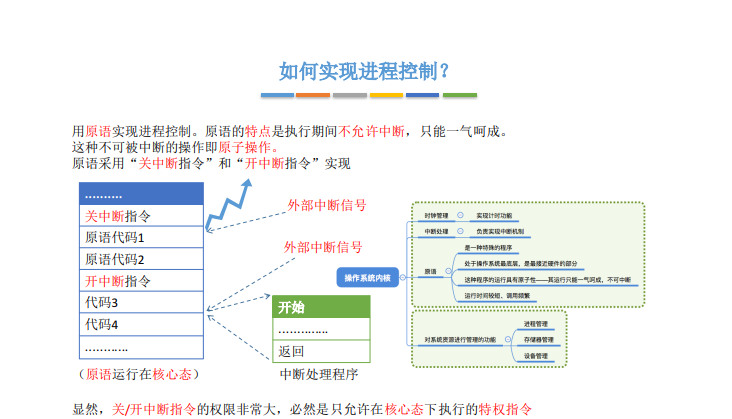 如何实现进程控制？
用原语实现进程控制。原语的特点是执行期间不允许中断，只能一气呵成。
这种不可被中断的操作即原子操作。
原语采用“关中断指令”和“开中断指令”实现
..........
关中断指令
原语代码1
原语代码2
开中断指令
代码3
代码4
…………
（原语运行在核心态）
外部中断信号
外部中断信号
开始
…………..
返回
中断处理程序
操作系统内核
时钟管理
实现计时功能
中断处理
负责实现中断机制
原语
是一种特殊的程序
处于操作系统最底层，是最接近硬件的部分
这种程序的运行具有原子性——其运行只能一气呵成，不可中断
运行时间较短、调用频繁
对系统资源进行管理的功能
进程管理
存储器管理
设备管理
显然，关/开中断指令的权限非常大，必然是只允许在核心态下执行的特权指令